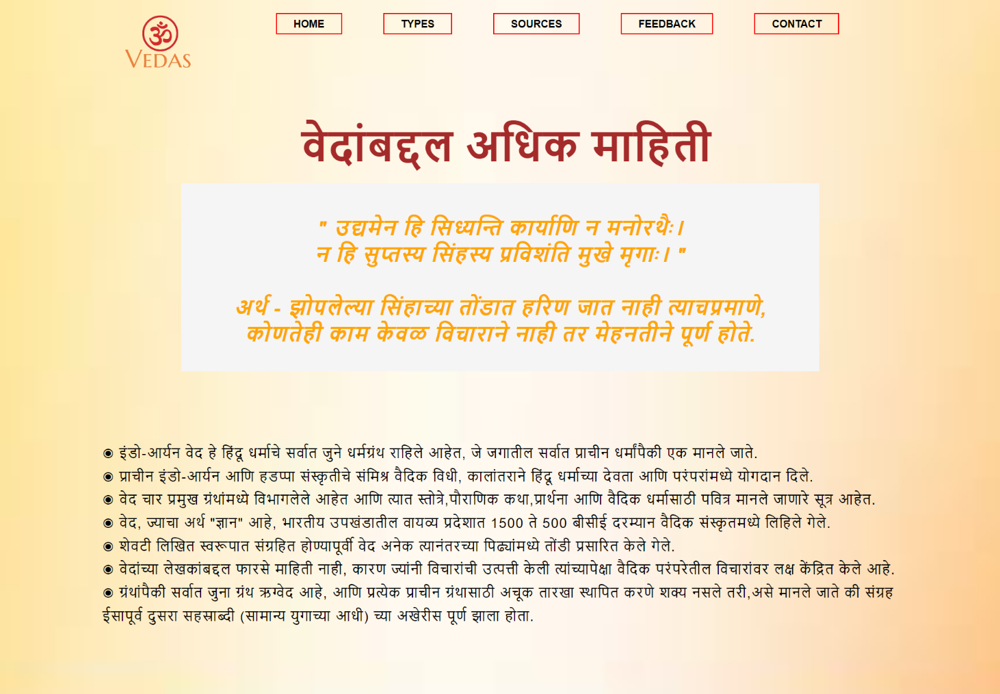 ॐ
VEDAS
HOME TYPES SOURCES FEEDBACK CONTACT
वेदांबद्दल अधिक माहिती
" उद्यमेन हि सिध्यन्ति कार्याणि न मनोरथैः।
न हि सुप्तस्य सिंहस्य प्रविशंति मुखे मृगाः। "
अर्थ - झोपलेल्या सिंहाच्या तोंडात हरिण जात नाही त्याचप्रमाणे,
कोणतेही काम केवळ विचाराने नाही तर मेहनतीने पूर्ण होते.
◉ इंडो-आर्यन वेद हे हिंदू धर्माचे सर्वात जुने धर्मग्रंथ राहिले आहेत, जे जगातील सर्वात प्राचीन धर्मांपैकी एक मानले जाते.
◉ प्राचीन इंडो-आर्यन आणि हडप्पा संस्कृतीचे संमिश्र वैदिक विधी, कालांतराने हिंदू धर्माच्या देवता आणि परंपरांमध्ये योगदान दिले.
◉ वेद चार प्रमुख ग्रंथांमध्ये विभागलेले आहेत आणि त्यात स्तोत्रे,पौराणिक कथा,प्रार्थना आणि वैदिक धर्मासाठी पवित्र मानले जाणारे सूत्र आहेत.
◉ वेद, ज्याचा अर्थ "ज्ञान" आहे, भारतीय उपखंडातील वायव्य प्रदेशात 1500 ते 500 बीसीई दरम्यान वैदिक संस्कृतमध्ये लिहिले गेले.
◉ शेवटी लिखित स्वरूपात संग्रहित होण्यापूर्वी वेद अनेक त्यानंतरच्या पिढ्यांमध्ये तोंडी प्रसारित केले गेले.
◉ वेदांच्या लेखकांबद्दल फारसे माहिती नाही, कारण ज्यांनी विचारांची उत्पत्ती केली त्यांच्यापेक्षा वैदिक परंपरेतील विचारांवर लक्ष केंद्रित केले आहे.
◉ ग्रंथांपैकी सर्वात जुना ग्रंथ ऋग्वेद आहे, आणि प्रत्येक प्राचीन ग्रंथासाठी अचूक तारखा स्थापित करणे शक्य नसले तरी,असे मानले जाते की संग्रह
ईसापूर्व दुसरा सहस्राब्दी (सामान्य युगाच्या आधी) च्या अखेरीस पूर्ण झाला होता.